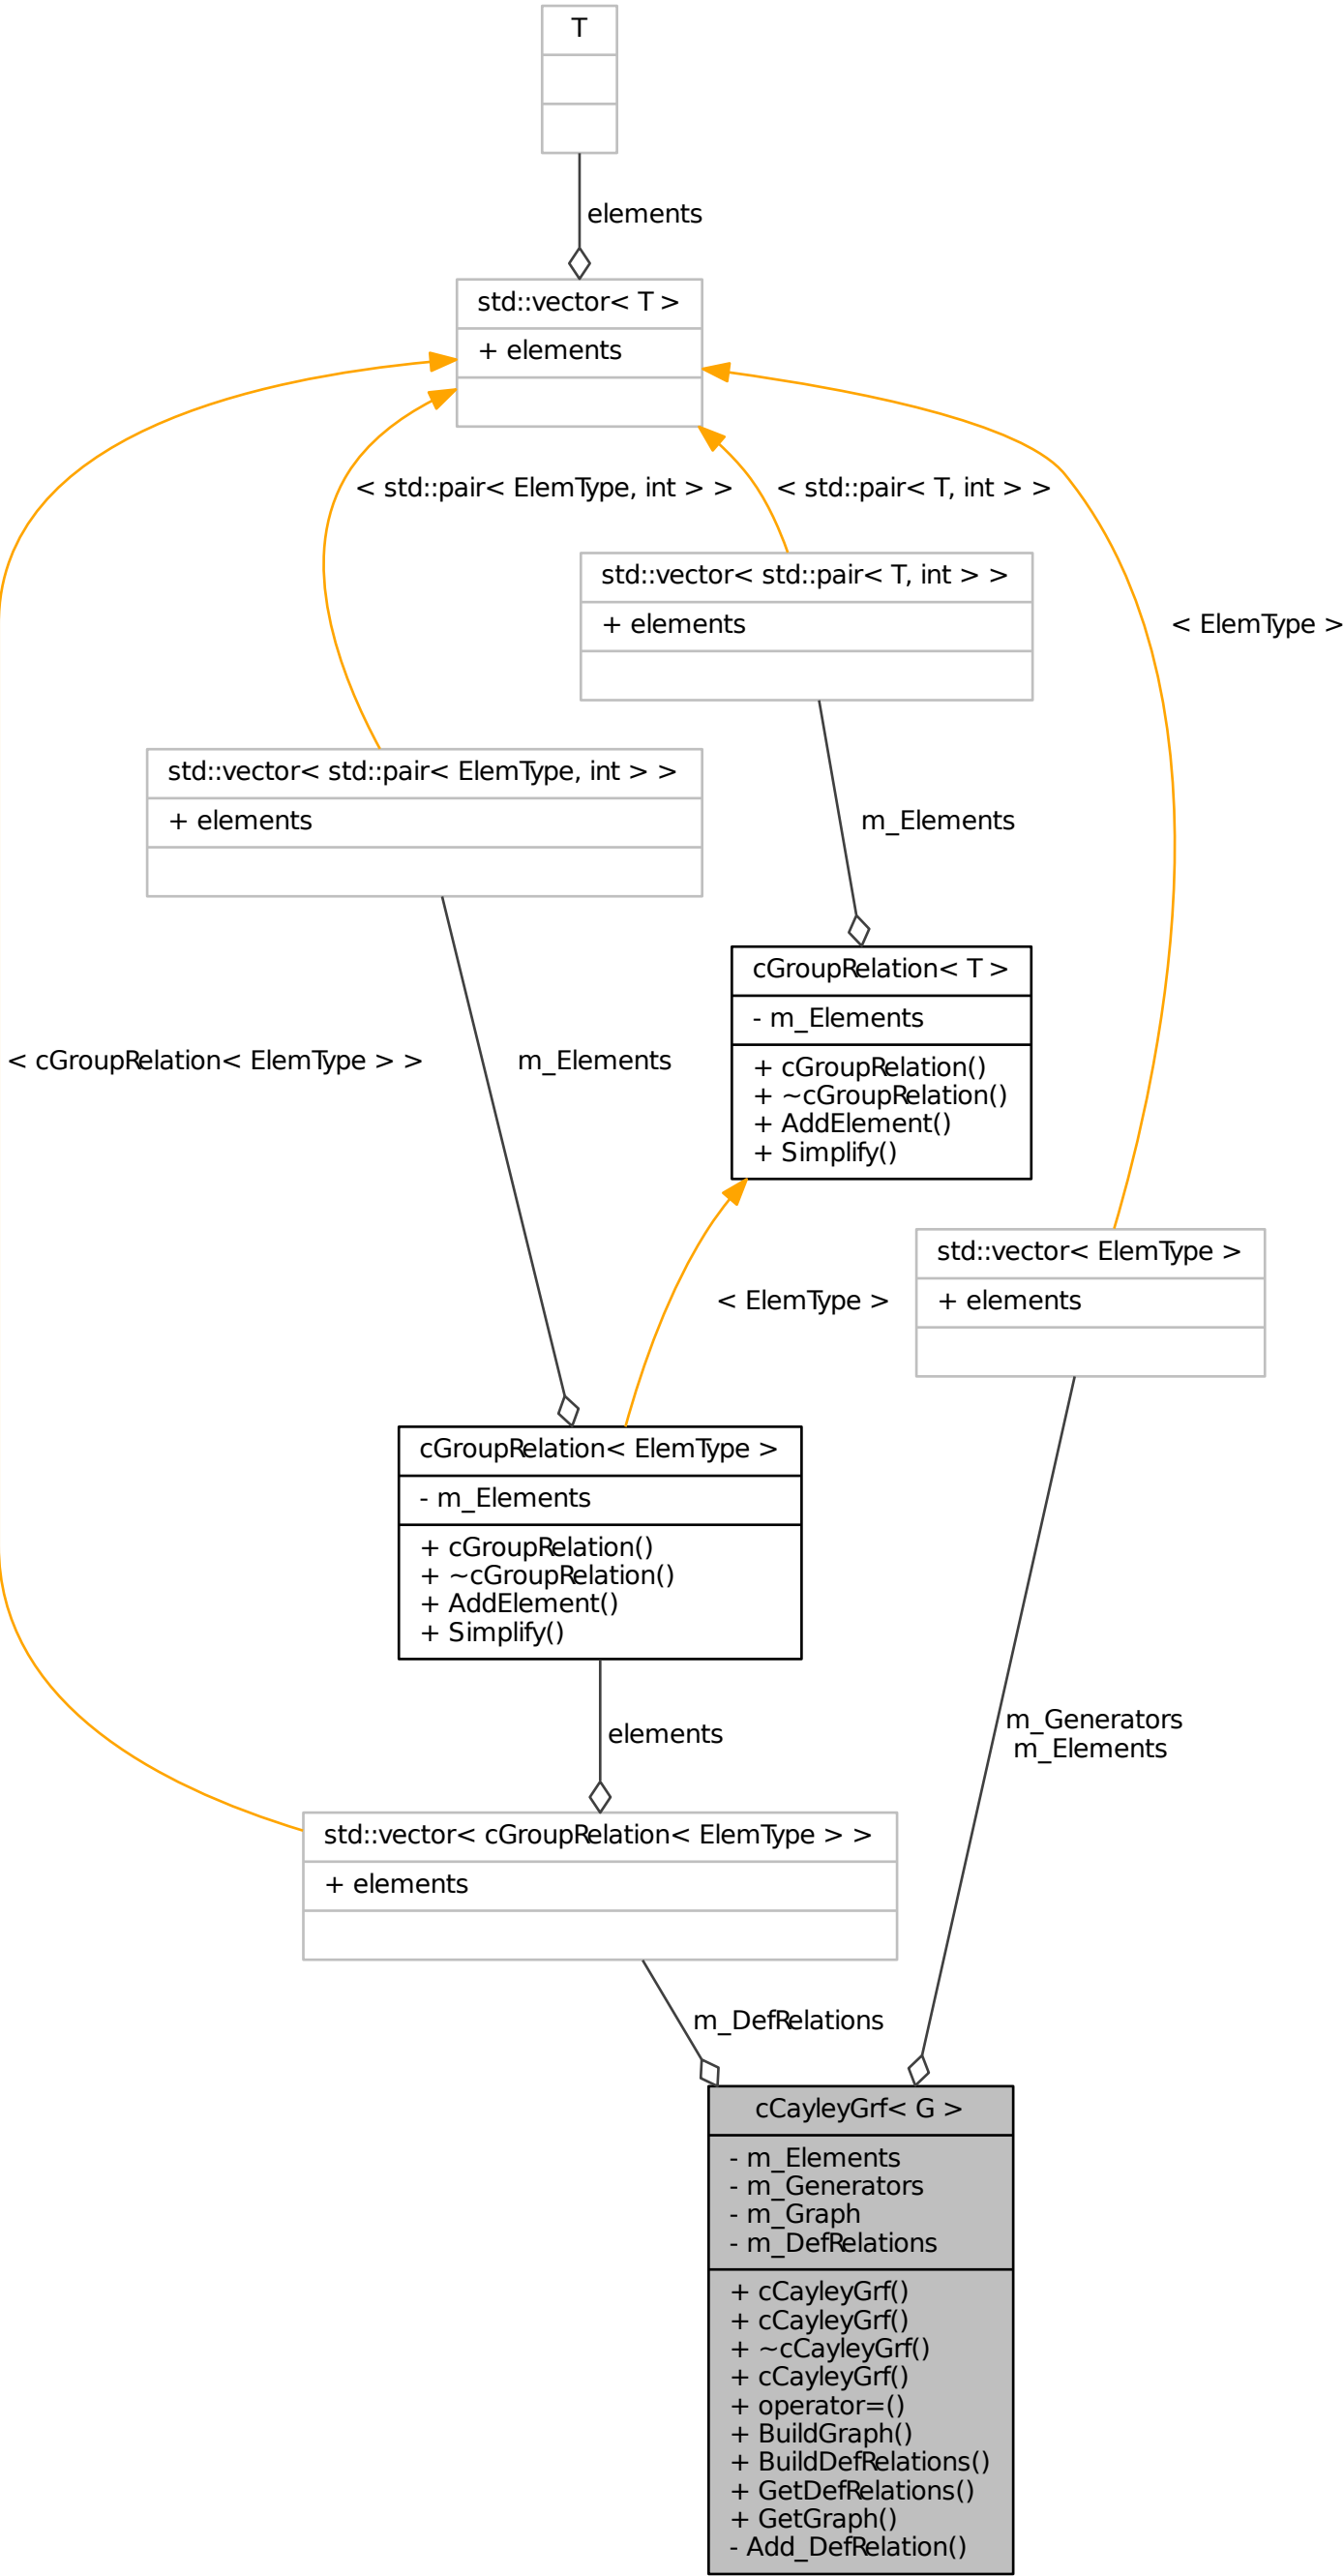 T
elements
std::vector< T >
+ elements
< std::pair< ElemType, int > >
< std::pair< T, int > >
std::vector< std::pair< T, int > >
+ elements
< ElemType >
std::vector< std::pair< ElemType, int > >
+ elements
m_Elements
cGroupRelation< T >
- m_Elements
+ cGroupRelation()
+ ~cGroupRelation()
+ AddElement()
+ Simplify()
< cGroupRelation< ElemType > >
m_Elements
std::vector< ElemType >
+ elements
< ElemType >
cGroupRelation< ElemType >
- m_Elements
+ cGroupRelation()
+ ~cGroupRelation()
+ AddElement()
+ Simplify()
elements
m_Generators
m_Elements
std::vector< cGroupRelation< ElemType > >
+ elements
m_DefRelations
cCayleyGrf< G >
- m_Elements
- m_Generators
- m_Graph
- m_DefRelations
+ cCayleyGrf()
+ cCayleyGrf()
+ ~cCayleyGrf()
+ cCayleyGrf()
+ operator=()
+ BuildGraph()
+ BuildDefRelations()
+ GetDefRelations()
+ GetGraph()
- Add_DefRelation()